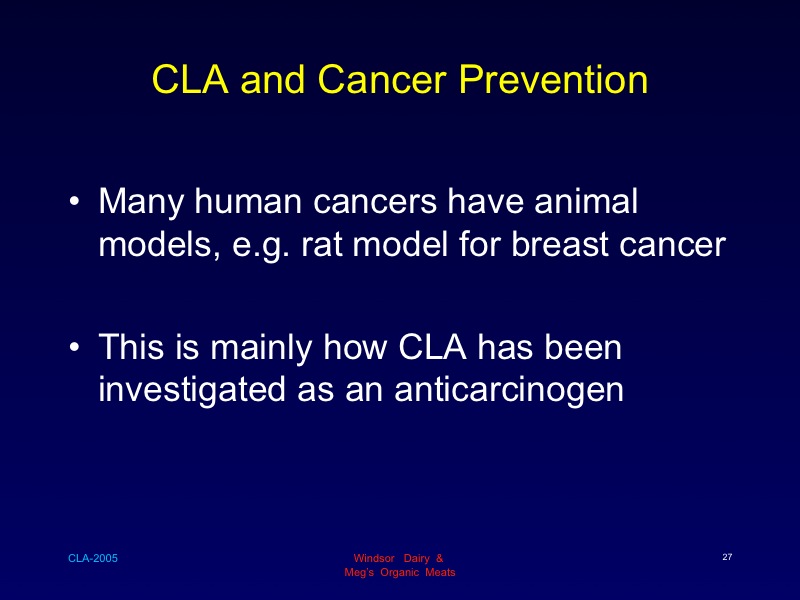 CLA and Cancer Prevention
• Many human cancers have animal
models, e.g. rat model for breast cancer
• This is mainly how CLA has been
investigated as an anticarcinogen
CLA-2005
Windsor Dairy &
Meg's Organic Meats
27